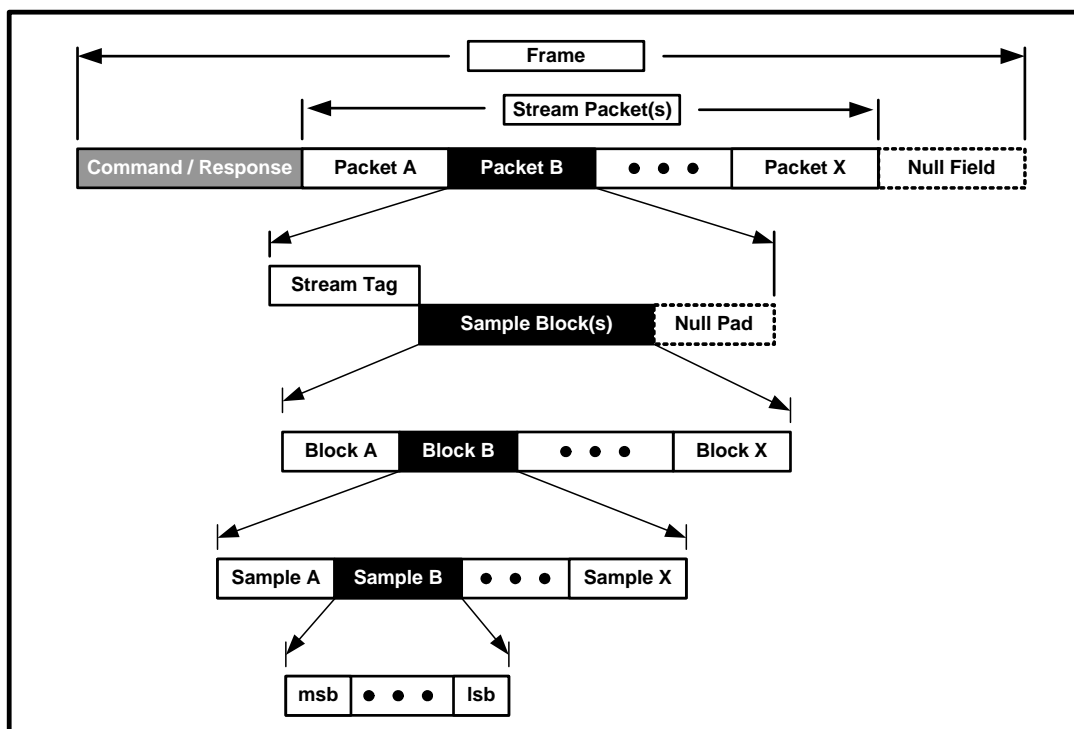 Frame
Stream Packet(s)
Command / Response Packet A Packet B • • • Packet X Null Field
Stream Tag
Sample Block(s) Null Pad
Block A Block B • • • Block X
Sample A Sample B • • • Sample X
msb • • • lsb